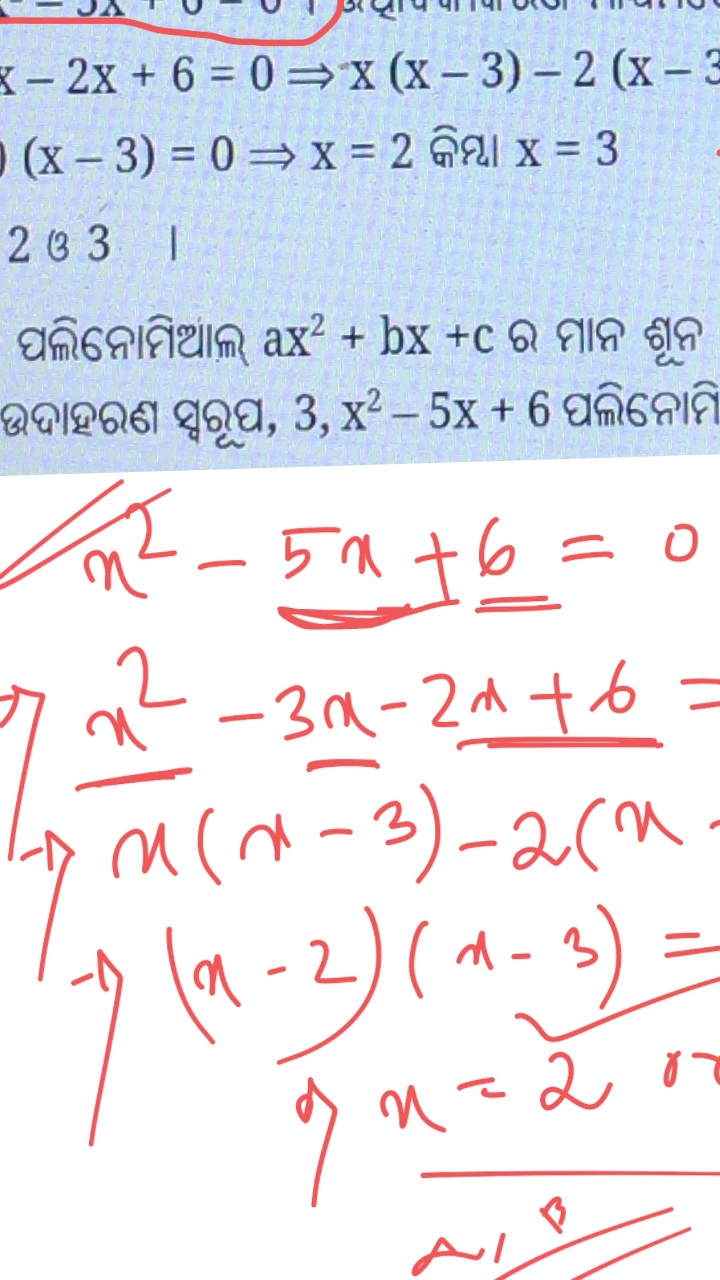 x – 2x + 6 = 0 ⇒ x (x – 3) – 2 (x – 3
) (x – 3) = 0 ⇒ x = 2 କିମ୍ବା x = 3
2 ଓ 3 ।
ପଲିନୋମିଆଲ୍ ax² + bx +c ର ମାନ ଶୂନ
ଉଦାହରଣ ସ୍ୱରୂପ, 3, x² – 5x + 6 ପଲିନୋମି
x² – 5x + 6 = 0
⇒ x² – 3x – 2x + 6 =
⇒ x(x – 3) – 2(x –
⇒ (x – 2)(x – 3) =
⇒ x = 2 or